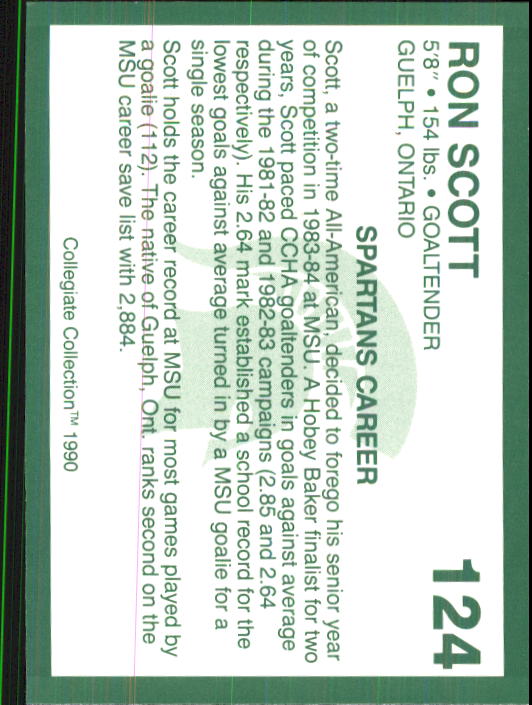 RON SCOTT 124
5'8" • 154 lbs. • GOALTENDER
GUELPH, ONTARIO
SPARTANS CAREER
Scott, a two-time All-American, decided to forego his senior year
of competition in 1983-84 at MSU. A Hobey Baker finalist for two
years, Scott paced CCHA goaltenders in goals against average
during the 1981-82 and 1982-83 campaigns (2.85 and 2.64
respectively). His 2.64 mark established a school record for the
lowest goals against average turned in by a MSU goalie for a
single season.
Scott holds the career record at MSU for most games played by
a goalie (112). The native of Guelph, Ont. ranks second on the
MSU career save list with 2,884.
Collegiate Collection™ 1990